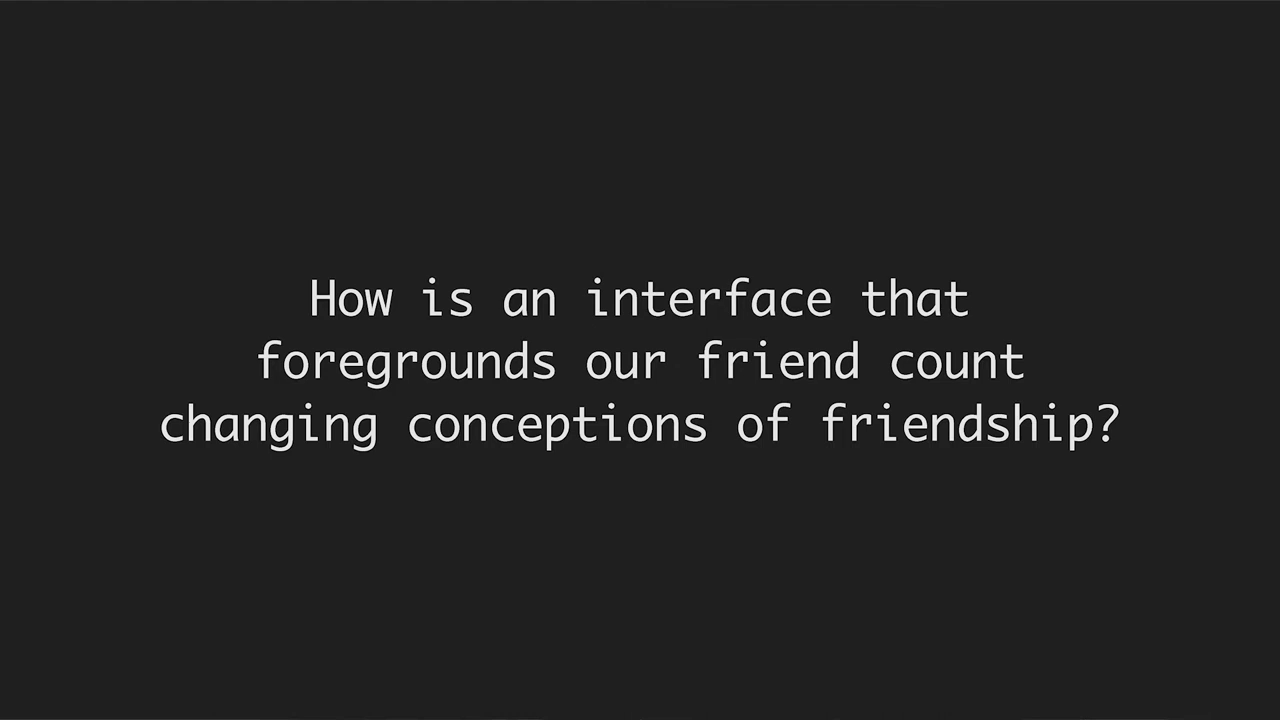 How is an interface that
foregrounds our friend count
changing conceptions of friendship?